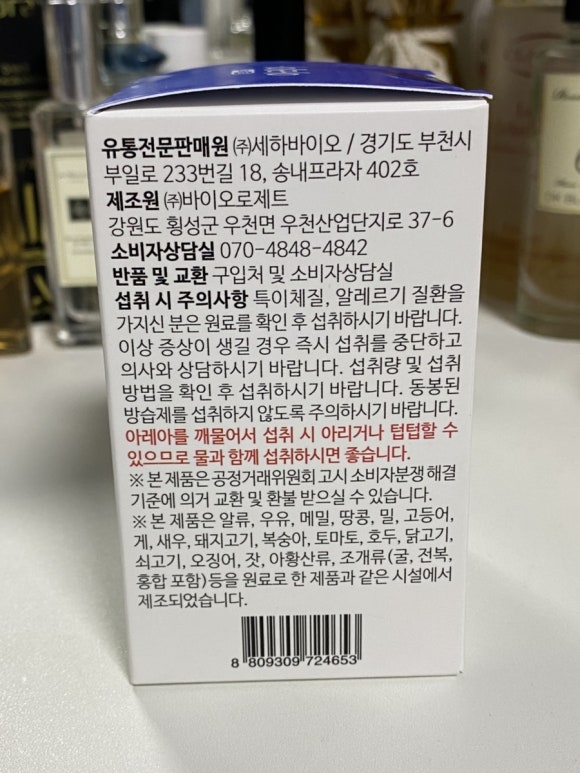 유통전문판매원 ㈜세하바이오 / 경기도 부천시
부일로 233번길 18, 송내프라자 402호
제조원 ㈜바이오로제트
강원도 횡성군 우천면 우천산업단지로 37-6
소비자상담실 070-4848-4842
반품 및 교환 구입처 및 소비자상담실
섭취 시 주의사항 특이체질, 알레르기 질환을
가지신 분은 원료를 확인 후 섭취하시기 바랍니다.
이상 증상이 생길 경우 즉시 섭취를 중단하고
의사와 상담하시기 바랍니다. 섭취량 및 섭취
방법을 확인 후 섭취하시기 바랍니다. 동봉된
방습제를 섭취하지 않도록 주의하시기 바랍니다.
아레아를 깨물어서 섭취 시 아리거나 텁텁할 수
있으므로 물과 함께 섭취하시면 좋습니다.
※ 본 제품은 공정거래위원회 고시 소비자분쟁 해결
기준에 의거 교환 및 환불 받으실 수 있습니다.
※ 본 제품은 알류, 우유, 메밀, 땅콩, 밀, 고등어,
게, 새우, 돼지고기, 복숭아, 토마토, 호두, 닭고기,
쇠고기, 오징어, 잣, 아황산류, 조개류(굴, 전복,
홍합 포함)등을 원료로 한 제품과 같은 시설에서
제조되었습니다.
8 809309 724653